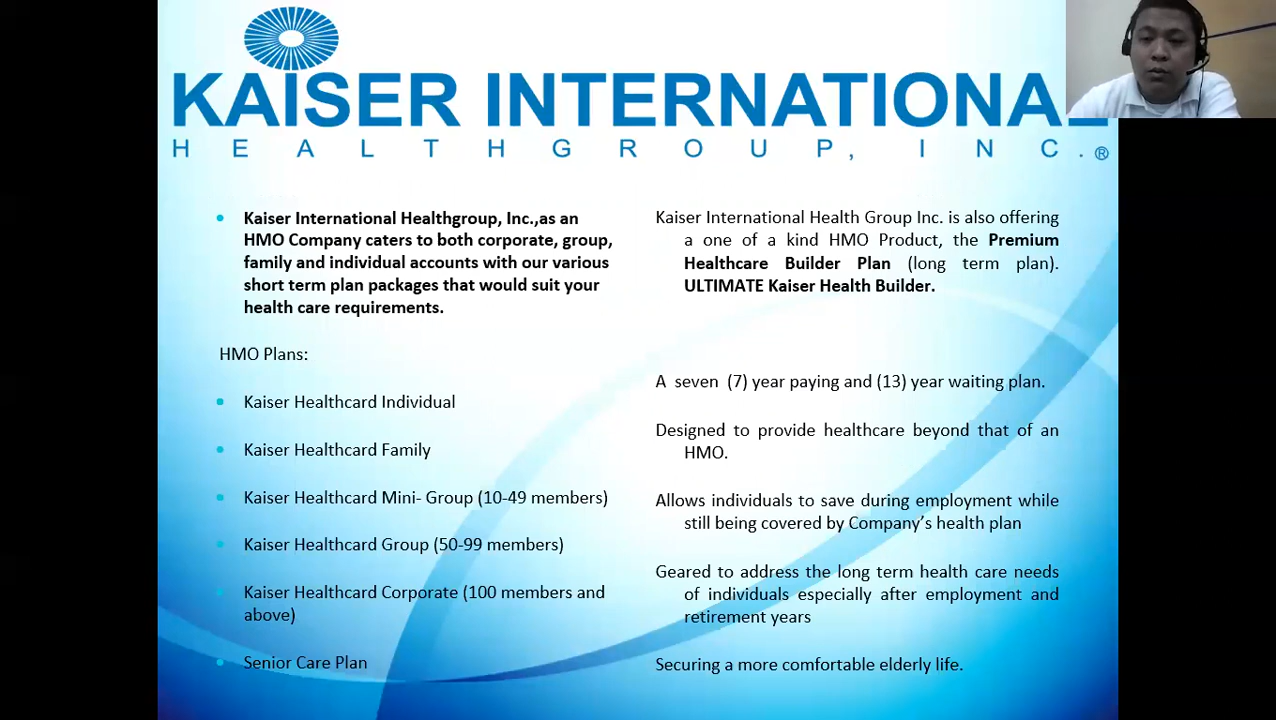 KAISER INTERNATIONAL
HEALTHGROUP, INC.®
Kaiser International Healthgroup, Inc.,as an
HMO Company caters to both corporate, group,
family and individual accounts with our various
short term plan packages that would suit your
health care requirements.
HMO Plans:
Kaiser Healthcard Individual
Kaiser Healthcard Family
Kaiser Healthcard Mini- Group (10-49 members)
Kaiser Healthcard Group (50-99 members)
Kaiser Healthcard Corporate (100 members and
above)
Senior Care Plan
Kaiser International Health Group Inc. is also offering
a one of a kind HMO Product, the Premium
Healthcare Builder Plan (long term plan).
ULTIMATE Kaiser Health Builder.
A seven (7) year paying and (13) year waiting plan.
Designed to provide healthcare beyond that of an
HMO.
Allows individuals to save during employment while
still being covered by Company’s health plan
Geared to address the long term health care needs
of individuals especially after employment and
retirement years
Securing a more comfortable elderly life.